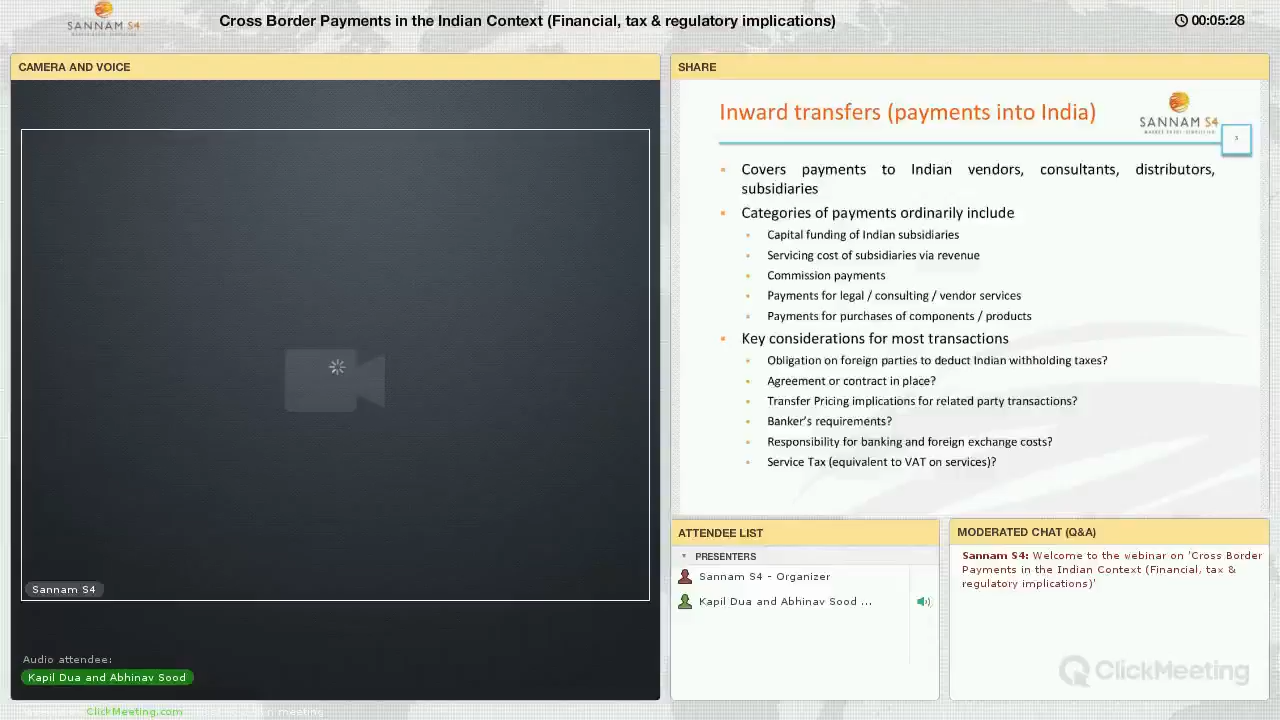 SANNAM S4
Cross Border Payments in the Indian Context (Financial, tax & regulatory implications)
00:05:28
CAMERA AND VOICE
Sannam S4
Audio attendee:
Kapil Dua and Abhinav Sood
ClickMeeting.com
meeting
SHARE
Inward transfers (payments into India)
SANNAM S4
MARKET ENTRY. SIMPLIFIED
3
Covers payments to Indian vendors, consultants, distributors,
subsidiaries
Categories of payments ordinarily include
Capital funding of Indian subsidiaries
Servicing cost of subsidiaries via revenue
Commission payments
Payments for legal / consulting / vendor services
Payments for purchases of components / products
Key considerations for most transactions
Obligation on foreign parties to deduct Indian withholding taxes?
Agreement or contract in place?
Transfer Pricing implications for related party transactions?
Banker's requirements?
Responsibility for banking and foreign exchange costs?
Service Tax (equivalent to VAT on services)?
ATTENDEE LIST
PRESENTERS
Sannam S4 - Organizer
Kapil Dua and Abhinav Sood ...
MODERATED CHAT (Q&A)
Sannam S4: Welcome to the webinar on 'Cross Border
Payments in the Indian Context (Financial, tax &
regulatory implications)'
ClickMeeting